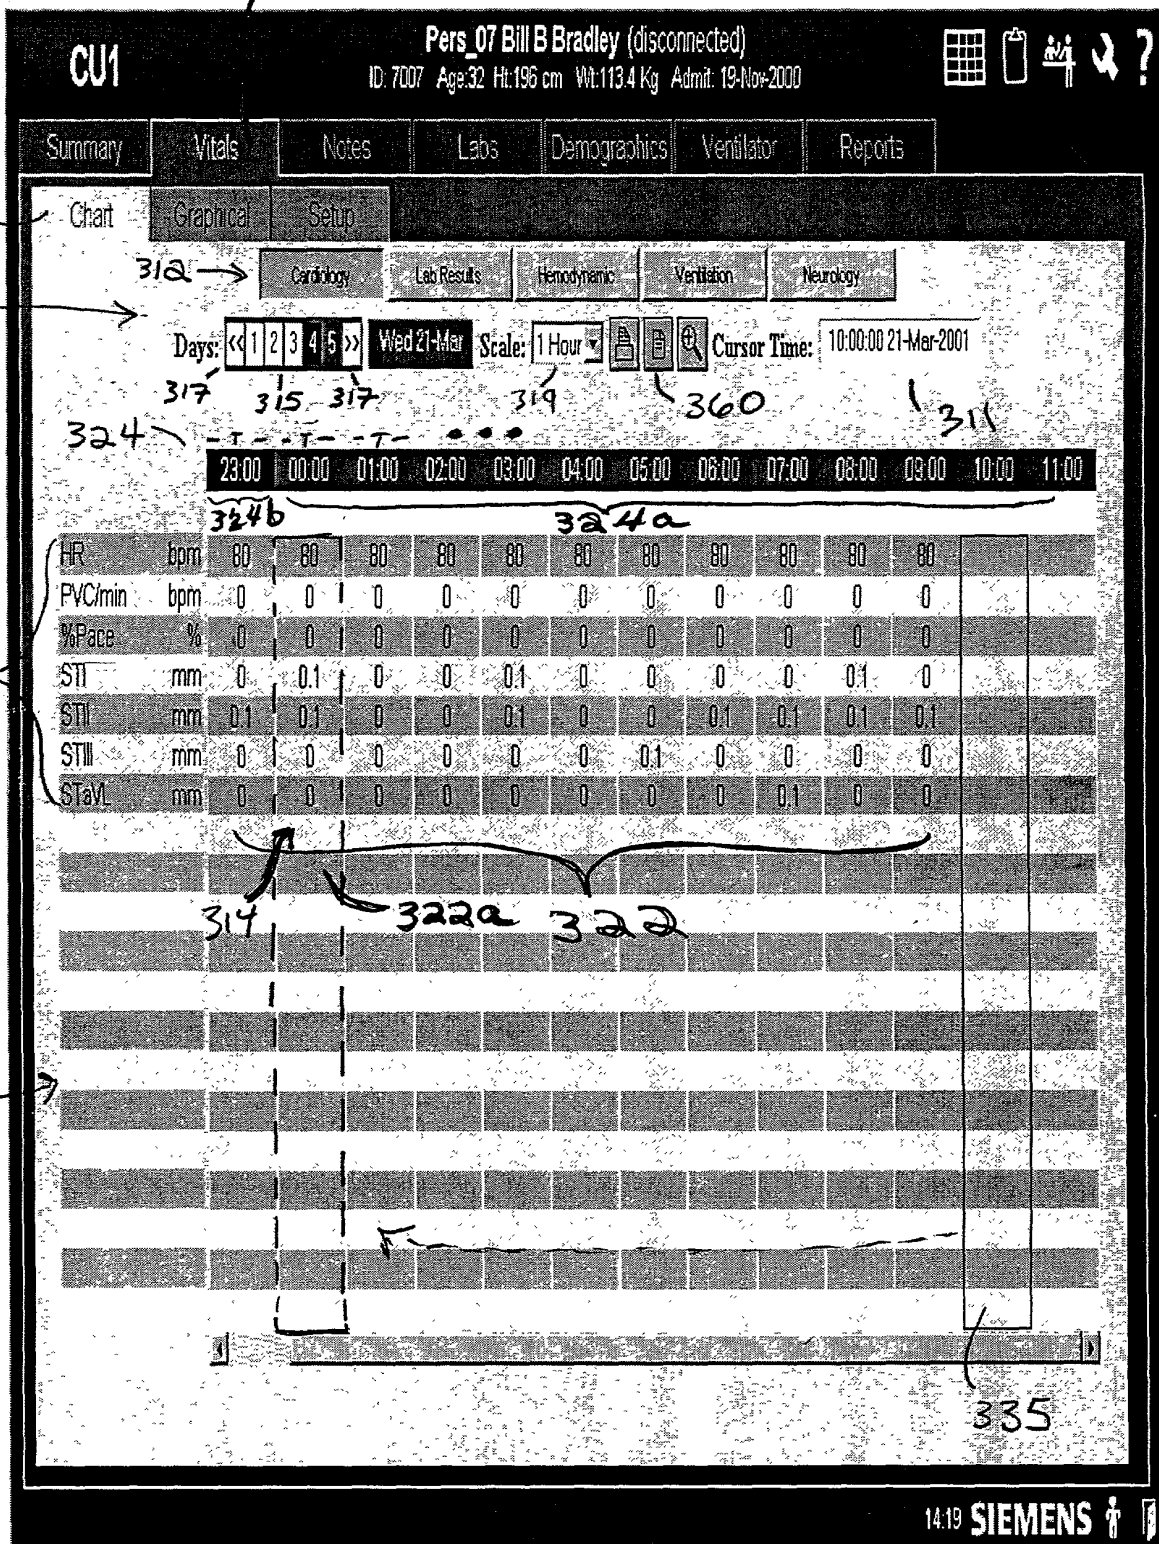 CU1
Pers_07 Bill B Bradley (disconnected)
ID: 7007 Age:32 Ht:196 cm Wt:113.4 Kg Admit: 19-Nov-2000
?
Summary Vitals Notes Labs Demographics Ventilator Reports
Chart Graphical Setup
312 Cardiology Lab Results Hemodynamic Ventilation Neurology
Days: << 1 2 3 4 5 >> Wed 21-Mar Scale: 1 Hour Cursor Time: 10:00:00 21-Mar-2001
317 315 317 319 360 311
324
23:00 00:00 01:00 02:00 03:00 04:00 05:00 06:00 07:00 08:00 09:00 10:00 11:00
324b 324a
HR bpm 80 80 80 80 80 80 80 80 80 80 80
PVC/min bpm 0 0 0 0 0 0 0 0 0 0 0
%Pace % 0 0 0 0 0 0 0 0 0 0 0
STI mm 0 0.1 0 0 0.1 0 0 0 0 0.1 0
STII mm 0.1 0.1 0 0 0.1 0 0 0.1 0.1 0.1 0.1
STIII mm 0 0 0 0 0 0 0.1 0 0 0 0
STaVL mm 0 0 0 0 0 0 0 0 0.1 0 0
314 322a 322
335
14:19 SIEMENS